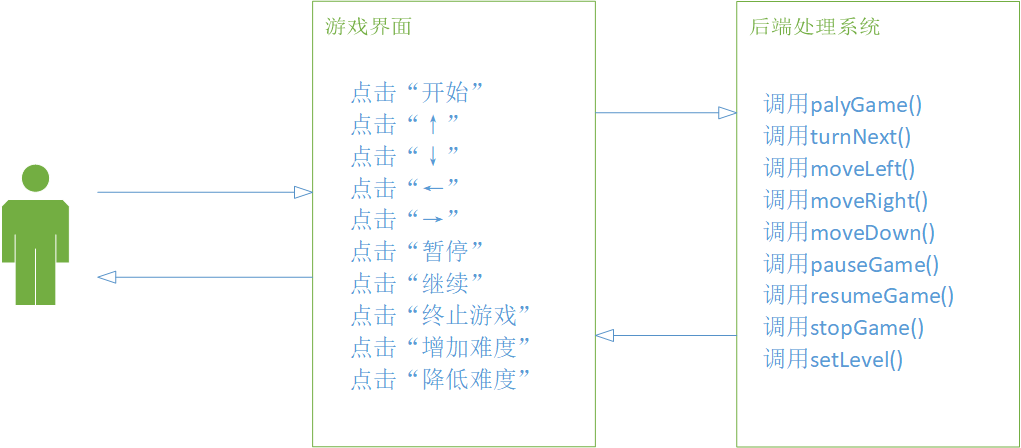 游戏界面
点击“开始”
点击“↑”
点击“↓”
点击“←”
点击“→”
点击“暂停”
点击“继续”
点击“终止游戏”
点击“增加难度”
点击“降低难度”
后端处理系统
调用palyGame()
调用turnNext()
调用moveLeft()
调用moveRight()
调用moveDown()
调用pauseGame()
调用resumeGame()
调用stopGame()
调用setLevel()